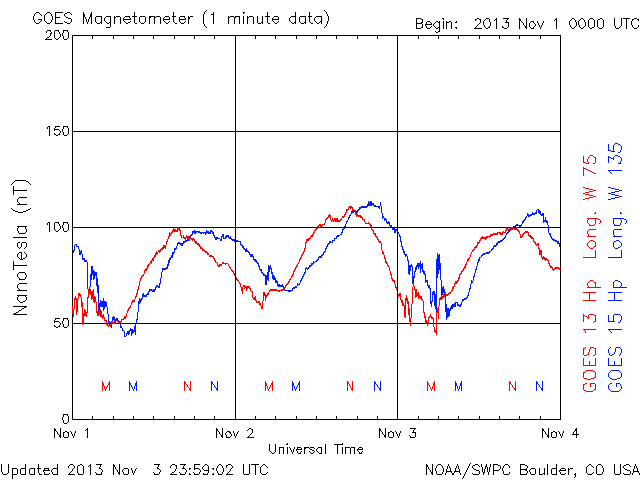 GOES Magnetometer (1 minute data)
Begin: 2013 Nov 1 0000 UTC
200
150
100
50
0
NanoTesla (nT)
M M N N M M N N M M N N
Nov 1 Nov 2 Nov 3 Nov 4
Universal Time
GOES 13 Hp Long. W 75
GOES 15 Hp Long. W 135
Updated 2013 Nov 3 23:59:02 UTC
NOAA/SWPC Boulder, CO USA